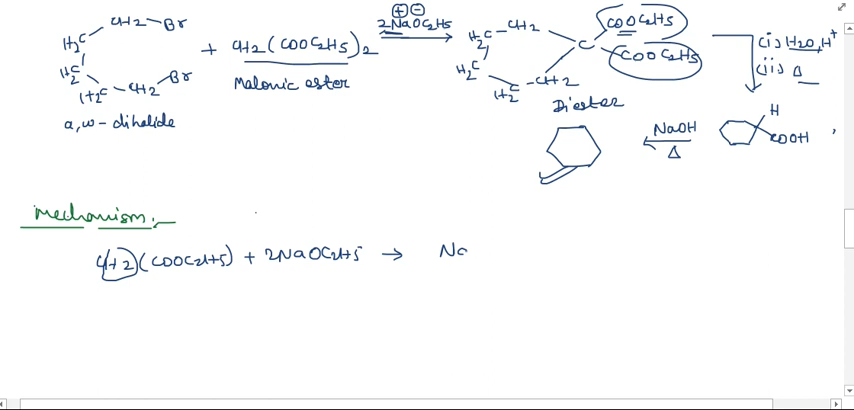 CH2-Br
H2C
H2C
H2C-CH2-Br
a,w-dihalide
+ CH2(COOC2H5)2
Malonic ester
⊕ ⊖
2NaOC2H5
H2C-CH2
H2C
H2C
-CH2
C
COOC2H5
COOC2H5
Diester
(i) H2O, H+
(ii) Δ
H
COOH
,
NaOH
Δ
Mechanism:
CH2(COOC2H5) + 2NaOC2H5 → Na